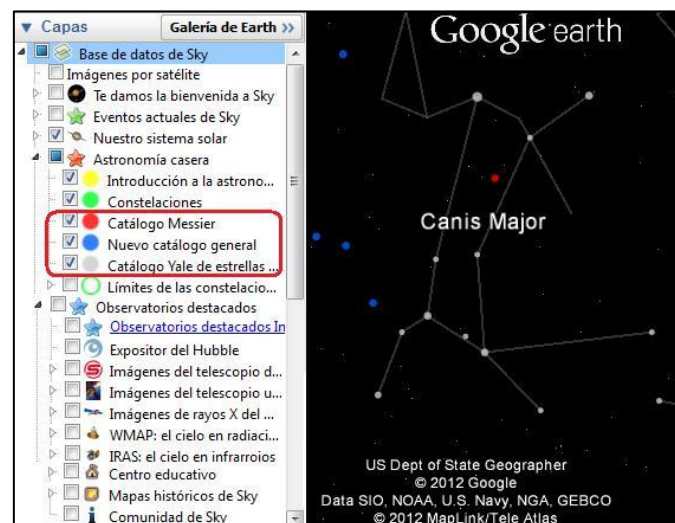 Capas
Galería de Earth >>
Base de datos de Sky
Imágenes por satélite
Te damos la bienvenida a Sky
Eventos actuales de Sky
Nuestro sistema solar
Astronomía casera
Introducción a la astrono...
Constelaciones
Catálogo Messier
Nuevo catálogo general
Catálogo Yale de estrellas ...
Límites de las constelacio...
Observatorios destacados
Observatorios destacados In
Expositor del Hubble
Imágenes del telescopio d...
Imágenes del telescopio u...
Imágenes de rayos X del ...
WMAP: el cielo en radiaci...
IRAS: el cielo en infrarroios
Centro educativo
Mapas históricos de Sky
Comunidad de Sky
Google earth
Canis Major
US Dept of State Geographer
© 2012 Google
Data SIO, NOAA, U.S. Navy, NGA, GEBCO
© 2012 MapLink/Tele Atlas